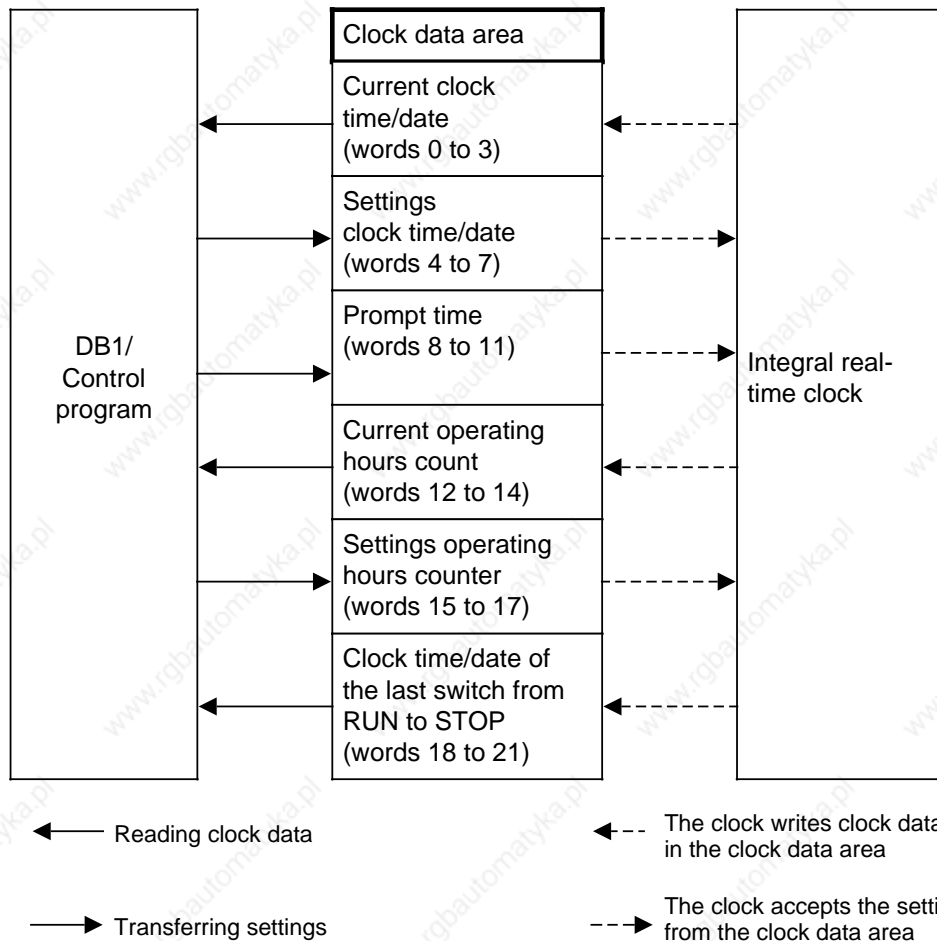 Clock data area
Current clock
time/date
(words 0 to 3)
Settings
clock time/date
(words 4 to 7)
Prompt time
(words 8 to 11)
DB1/
Control
program
Integral real-
time clock
Current operating
hours count
(words 12 to 14)
Settings operating
hours counter
(words 15 to 17)
Clock time/date of
the last switch from
RUN to STOP
(words 18 to 21)
Reading clock data
The clock writes clock data
in the clock data area
Transferring settings
The clock accepts the setti
from the clock data area
www.rgbautomatyka.pl